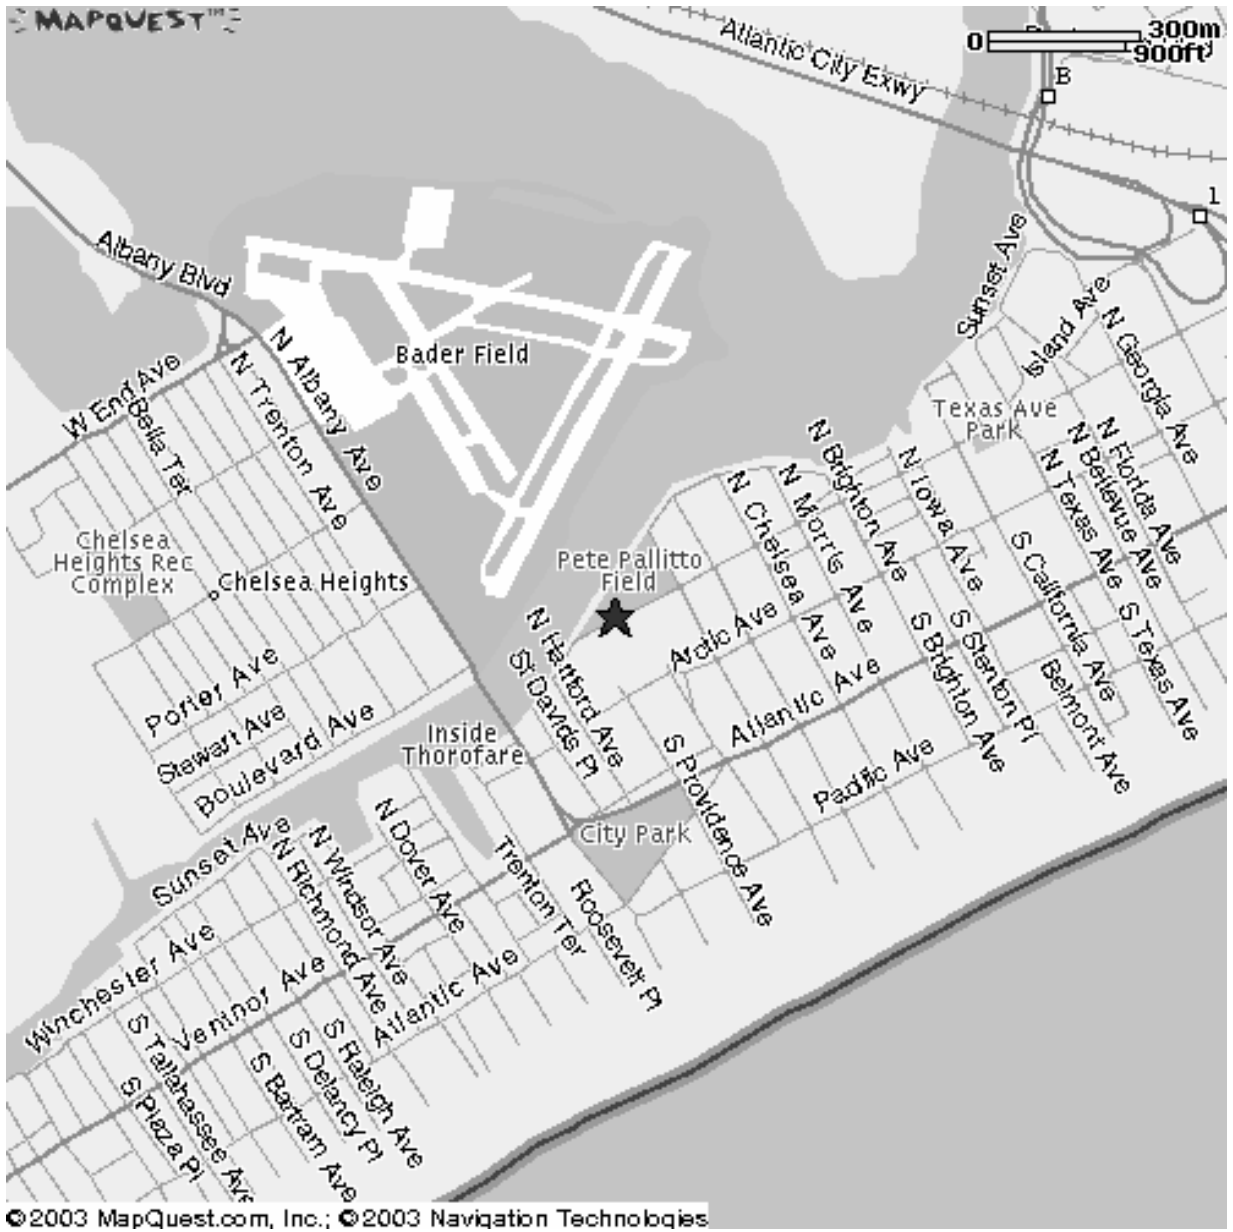 MAPQUEST™
0
300m
900ft
Atlantic City Exwy
B
1
Albany Blvd
Sunset Ave
Island Ave
N Georgia Ave
N Albany Ave
Bader Field
W End Ave
Bella Ter
N Trenton Ave
Texas Ave
Park
N Florida Ave
N Bellevue Ave
N Texas Ave
N Brighton Ave
N Iowa Ave
N Morris Ave
N Chelsea Ave
Chelsea
Heights Rec
Complex
Chelsea Heights
Pete Pallitto
Field
S California Ave
S Texas Ave
S Stenton Pl
S Brighton Ave
Belmont Ave
Arctic Ave
N Hartford Ave
St Davids Pl
Atlantic Ave
Pacific Ave
Porter Ave
Stewart Ave
Boulevard Ave
Inside
Thorofare
S Providence Ave
City Park
Sunset Ave
N Richmond Ave
N Windsor Ave
N Dover Ave
Trenton Ter
Roosevelt Pl
Winchester Ave
Ventnor Ave
Atlantic Ave
S Tallahassee Ave
S Plaza Pl
S Bartram Ave
S Delancy Pl
S Raleigh Ave
©2003 MapQuest.com, Inc.; ©2003 Navigation Technologies